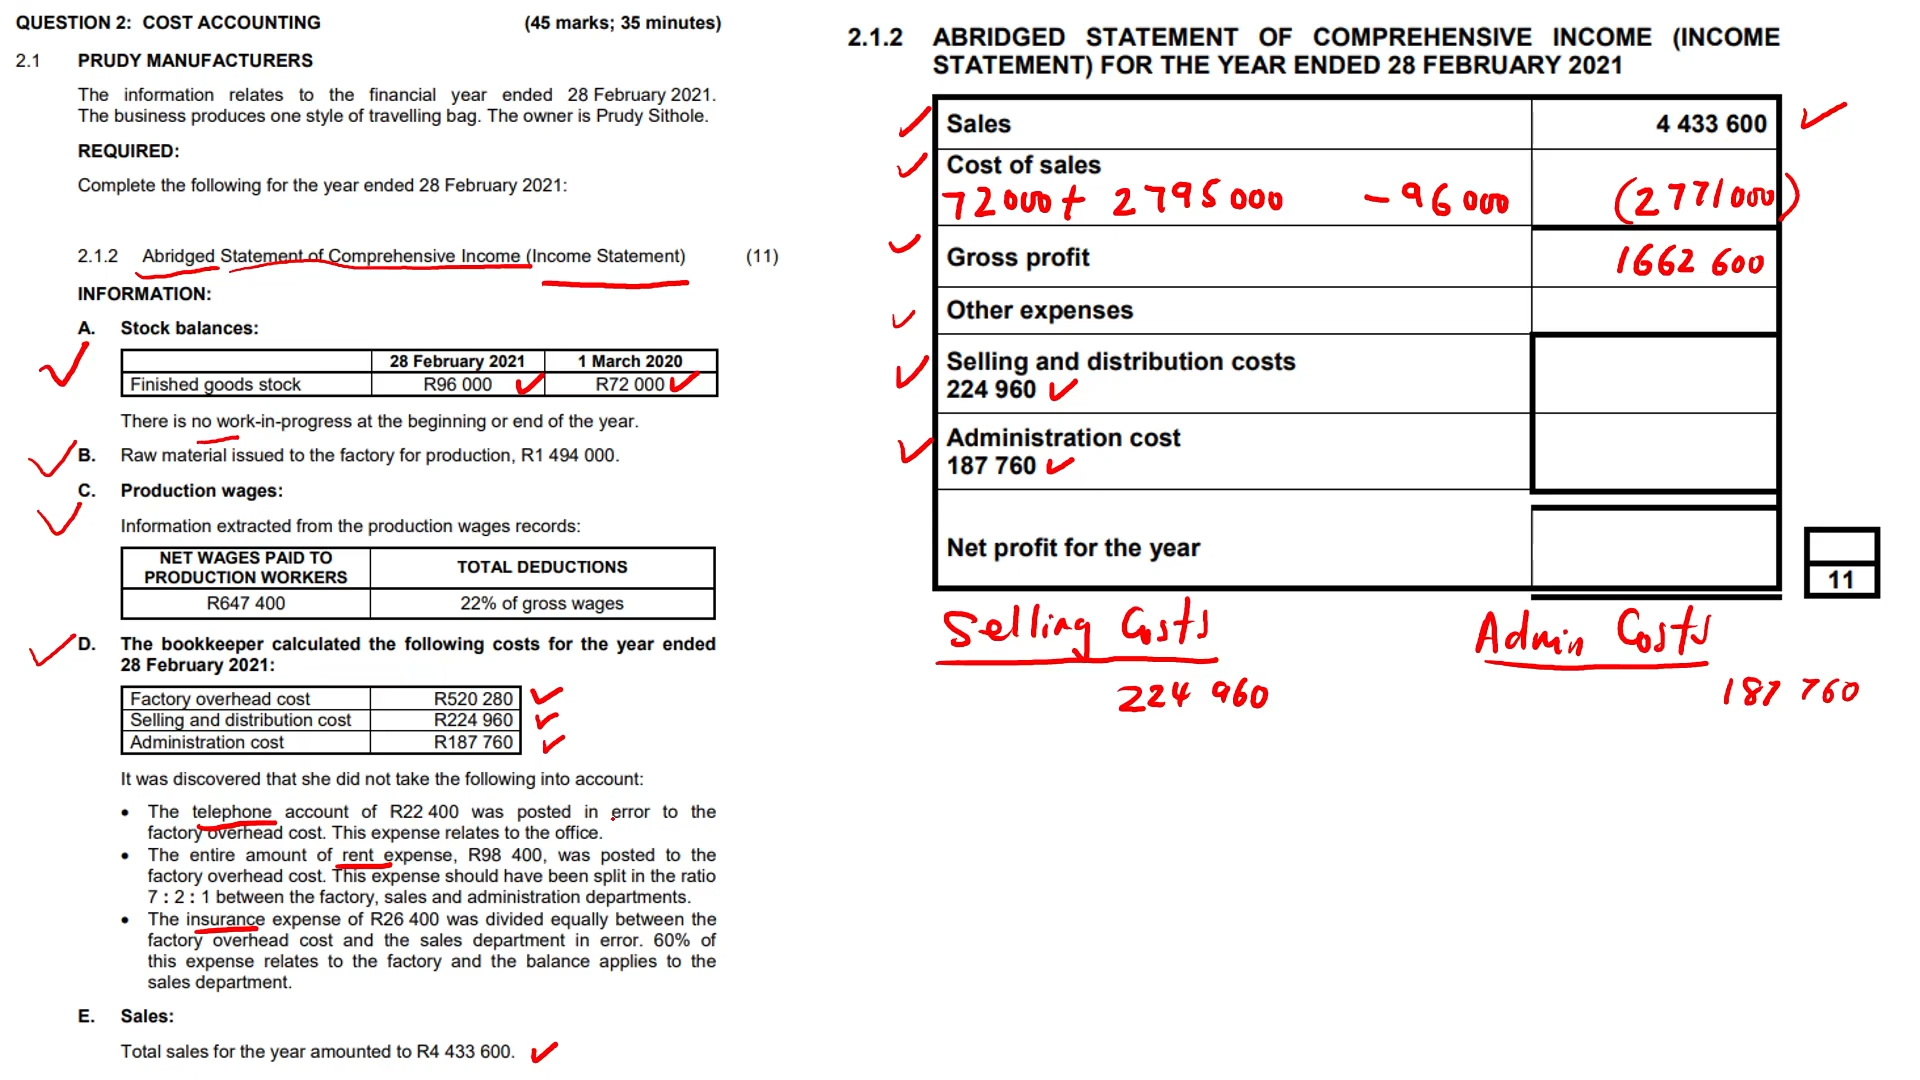 QUESTION 2: COST ACCOUNTING (45 marks; 35 minutes)
2.1 PRUDY MANUFACTURERS
The information relates to the financial year ended 28 February 2021.
The business produces one style of travelling bag. The owner is Prudy Sithole.
REQUIRED:
Complete the following for the year ended 28 February 2021:
2.1.2 Abridged Statement of Comprehensive Income (Income Statement) (11)
INFORMATION:
A. Stock balances:
28 February 2021 1 March 2020
Finished goods stock R96 000 R72 000
There is no work-in-progress at the beginning or end of the year.
B. Raw material issued to the factory for production, R1 494 000.
C. Production wages:
Information extracted from the production wages records:
NET WAGES PAID TO
PRODUCTION WORKERS
TOTAL DEDUCTIONS
R647 400 22% of gross wages
D. The bookkeeper calculated the following costs for the year ended
28 February 2021:
Factory overhead cost R520 280
Selling and distribution cost R224 960
Administration cost R187 760
It was discovered that she did not take the following into account:
• The telephone account of R22 400 was posted in error to the
factory overhead cost. This expense relates to the office.
• The entire amount of rent expense, R98 400, was posted to the
factory overhead cost. This expense should have been split in the ratio
7 : 2 : 1 between the factory, sales and administration departments.
• The insurance expense of R26 400 was divided equally between the
factory overhead cost and the sales department in error. 60% of
this expense relates to the factory and the balance applies to the
sales department.
E. Sales:
Total sales for the year amounted to R4 433 600.
2.1.2 ABRIDGED STATEMENT OF COMPREHENSIVE INCOME (INCOME
STATEMENT) FOR THE YEAR ENDED 28 FEBRUARY 2021
Sales 4 433 600
Cost of sales
72 000 + 2 795 000 - 96 000 (2 771 000)
Gross profit 1 662 600
Other expenses
Selling and distribution costs
224 960
Administration cost
187 760
Net profit for the year
11
Selling Costs Admin Costs
224 960 187 760